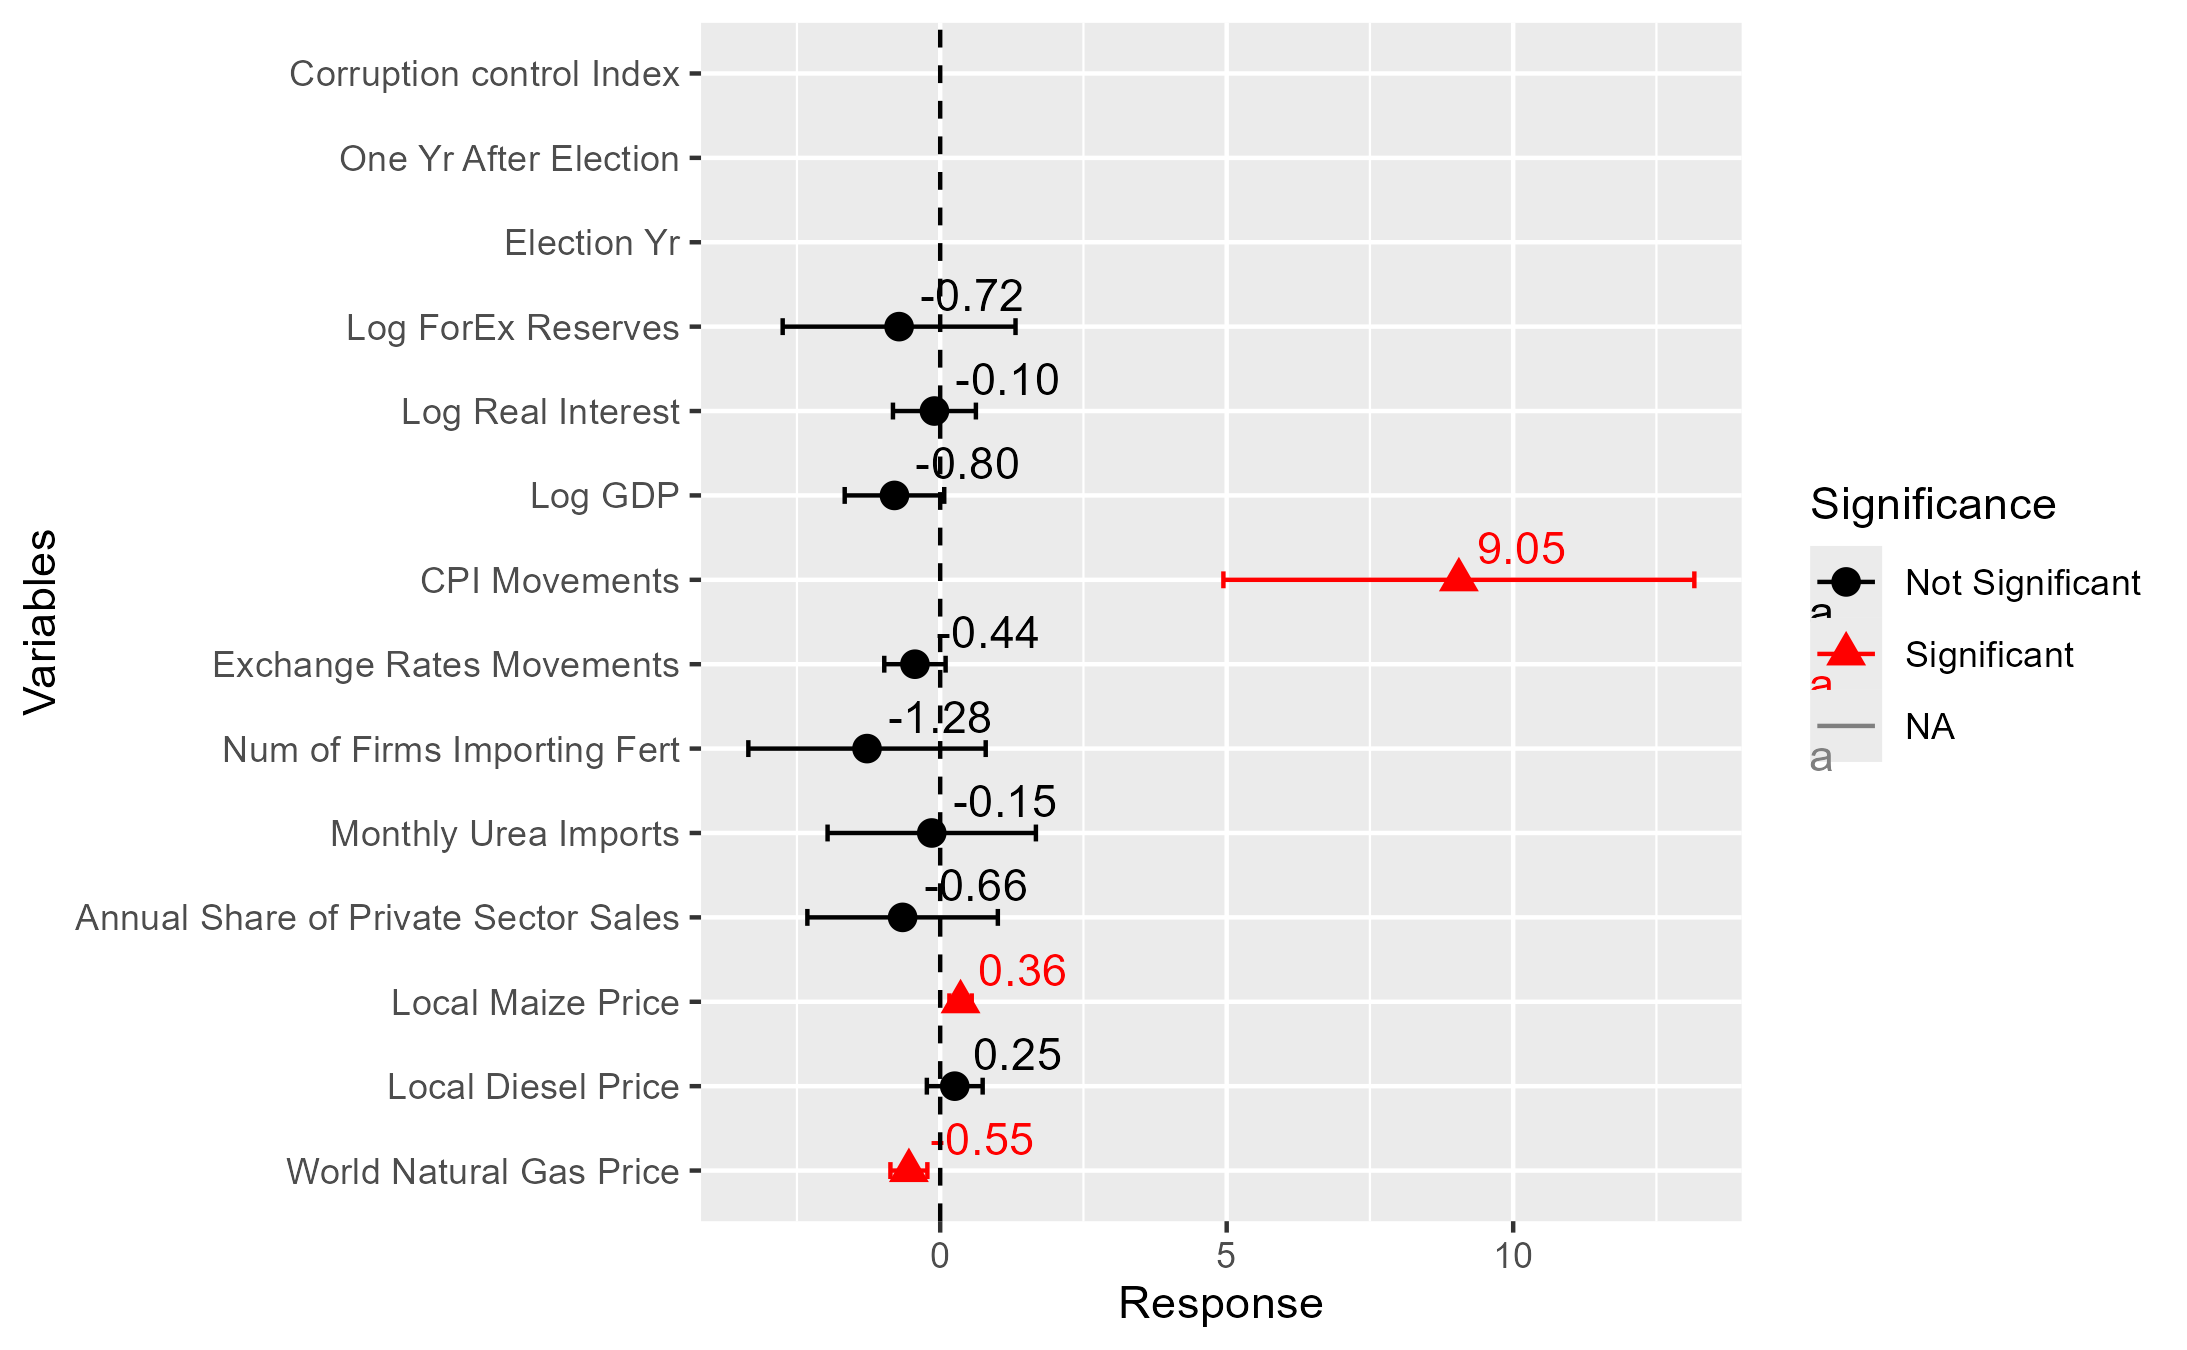 Corruption control Index
One Yr After Election
Election Yr
Log ForEx Reserves
-0.72
Log Real Interest
-0.10
Log GDP
-0.80
CPI Movements
9.05
Exchange Rates Movements
-0.44
Num of Firms Importing Fert
-1.28
Monthly Urea Imports
-0.15
Annual Share of Private Sector Sales
-0.66
Local Maize Price
0.36
Local Diesel Price
0.25
World Natural Gas Price
-0.55
Variables
0 5 10
Response
Significance
a Not Significant
a Significant
a NA